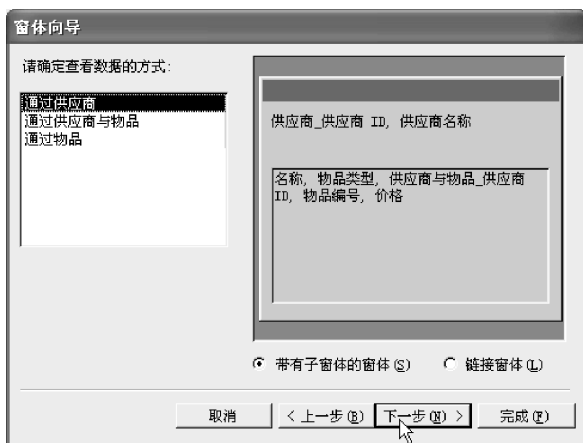 窗体向导
请确定查看数据的方式：
通过供应商
通过供应商与物品
通过物品
供应商_供应商 ID, 供应商名称
名称, 物品类型, 供应商与物品_供应商
ID, 物品编号, 价格
带有子窗体的窗体(S)
链接窗体(L)
取消
< 上一步(B)
下一步(N) >
完成(F)